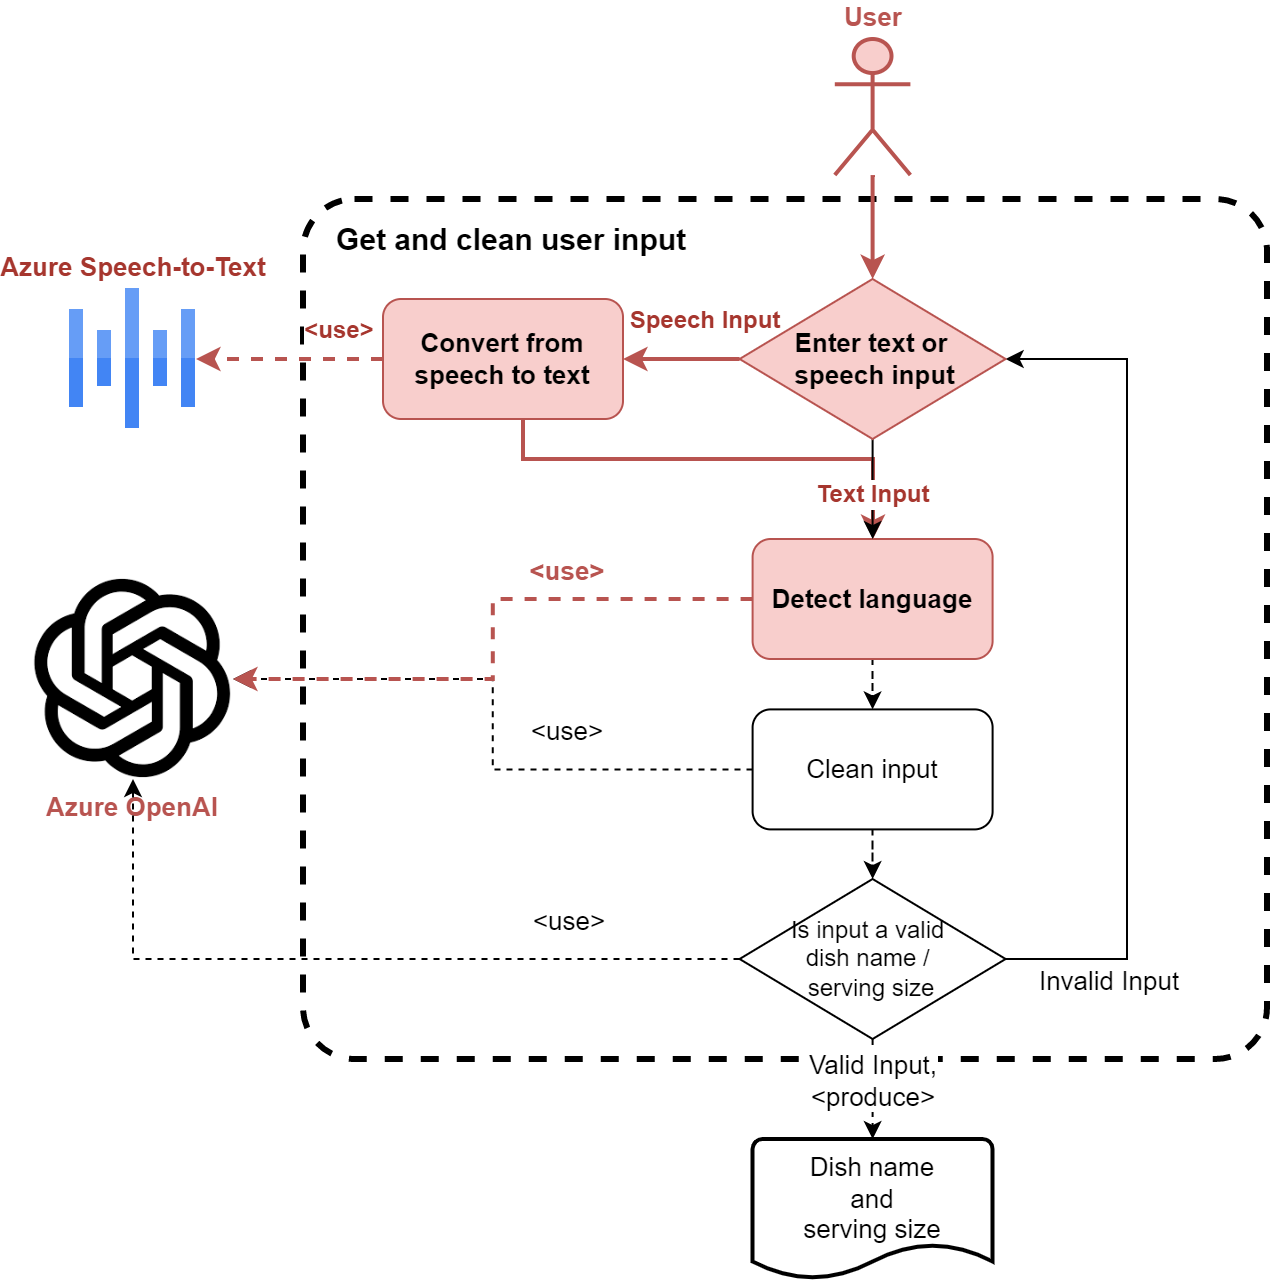 User
Get and clean user input
Azure Speech-to-Text
<use>
Convert from
speech to text
Speech Input
Enter text or
speech input
Text Input
<use>
Detect language
<use>
Clean input
Azure OpenAI
<use>
Is input a valid
dish name /
serving size
Invalid Input
Valid Input,
<produce>
Dish name
and
serving size